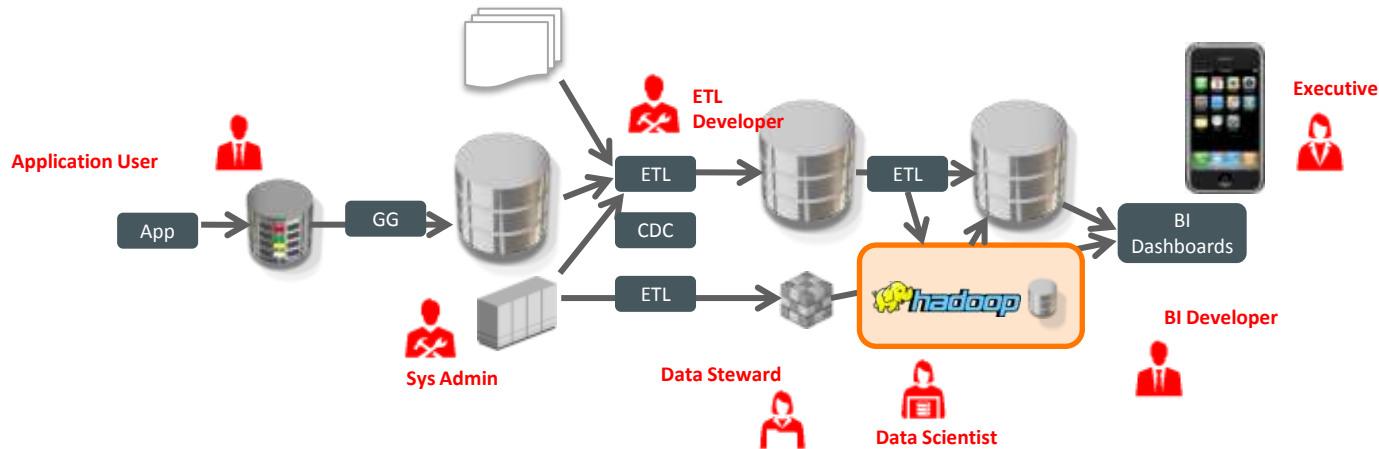 ETL
Developer
Executive
Application User
ETL
ETL
App
GG
CDC
BI
Dashboards
ETL
hadoop
BI Developer
Sys Admin
Data Steward
Data Scientist